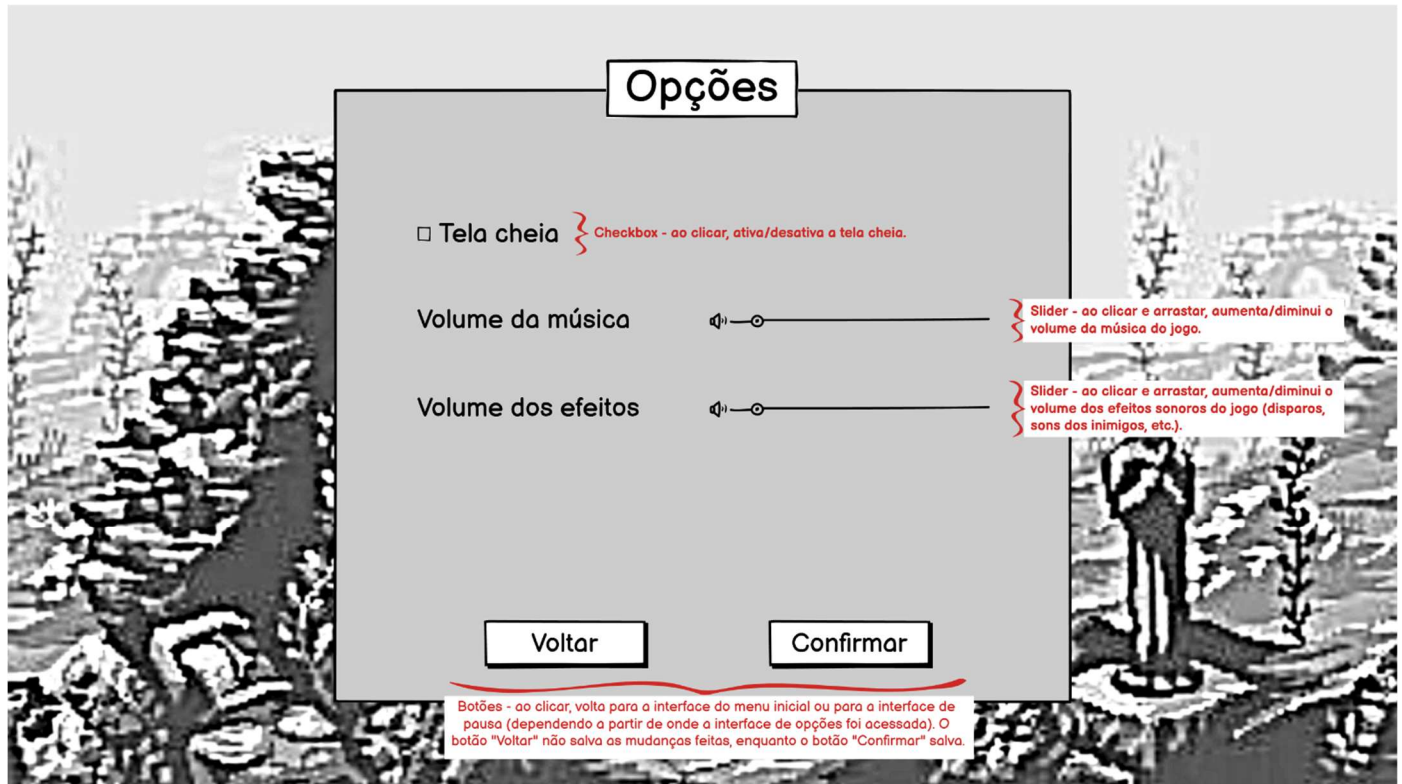 Opções
Tela cheia
Checkbox - ao clicar, ativa/desativa a tela cheia.
Volume da música
Slider - ao clicar e arrastar, aumenta/diminui o
volume da música do jogo.
Volume dos efeitos
Slider - ao clicar e arrastar, aumenta/diminui o
volume dos efeitos sonoros do jogo (disparos,
sons dos inimigos, etc.).
Voltar
Confirmar
Botões - ao clicar, volta para a interface do menu inicial ou para a interface de
pausa (dependendo a partir de onde a interface de opções foi acessada). O
botão "Voltar" não salva as mudanças feitas, enquanto o botão "Confirmar" salva.